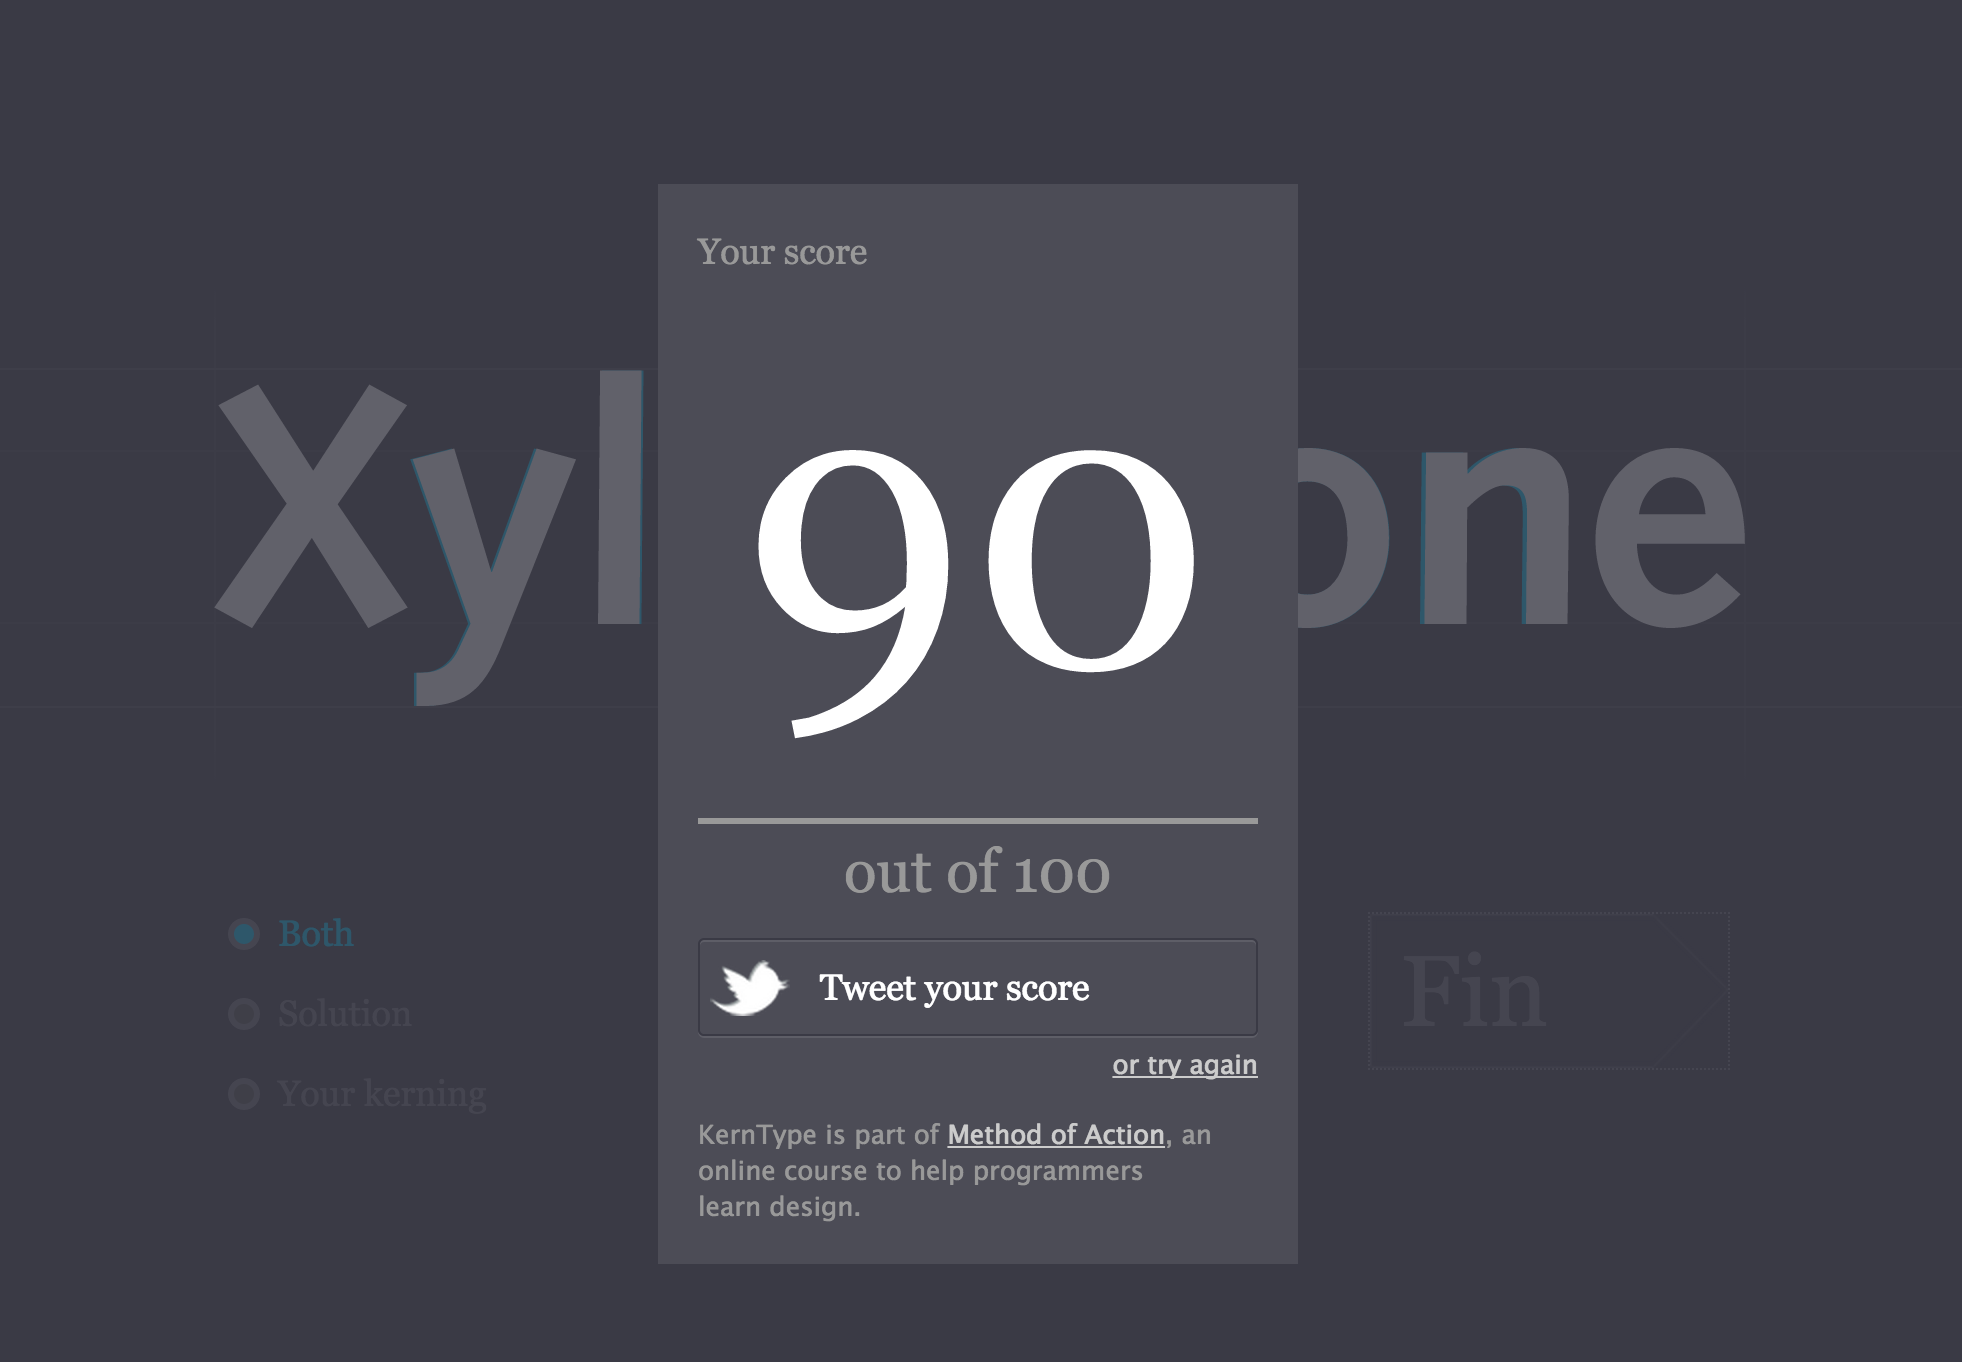 Your score
Xyl one
90
out of 100
Tweet your score
or try again
KernType is part of Method of Action, an
online course to help programmers
learn design.
Both
Solution
Your kerning
Fin